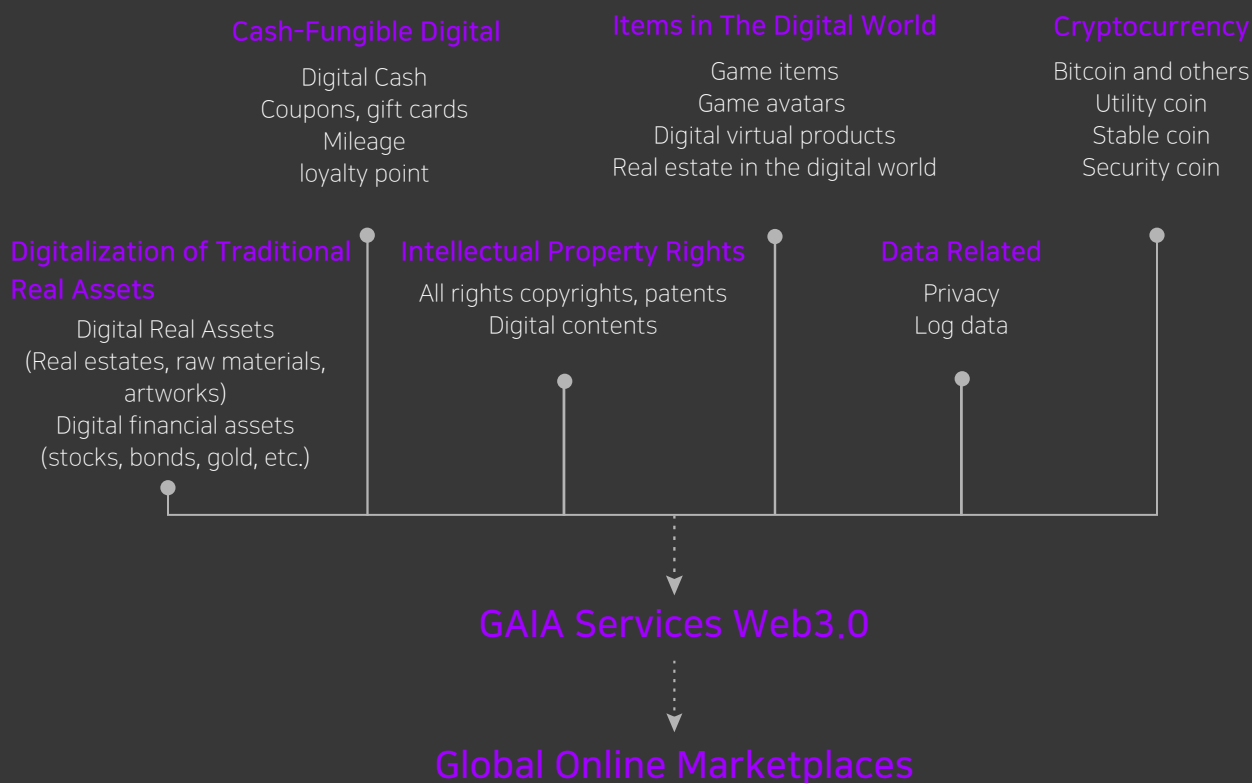 Cash-Fungible Digital
Digital Cash
Coupons, gift cards
Mileage
loyalty point
Items in The Digital World
Game items
Game avatars
Digital virtual products
Real estate in the digital world
Cryptocurrency
Bitcoin and others
Utility coin
Stable coin
Security coin
Digitalization of Traditional
Real Assets
Digital Real Assets
(Real estates, raw materials,
artworks)
Digital financial assets
(stocks, bonds, gold, etc.)
Intellectual Property Rights
All rights copyrights, patents
Digital contents
Data Related
Privacy
Log data
GAIA Services Web3.0
Global Online Marketplaces